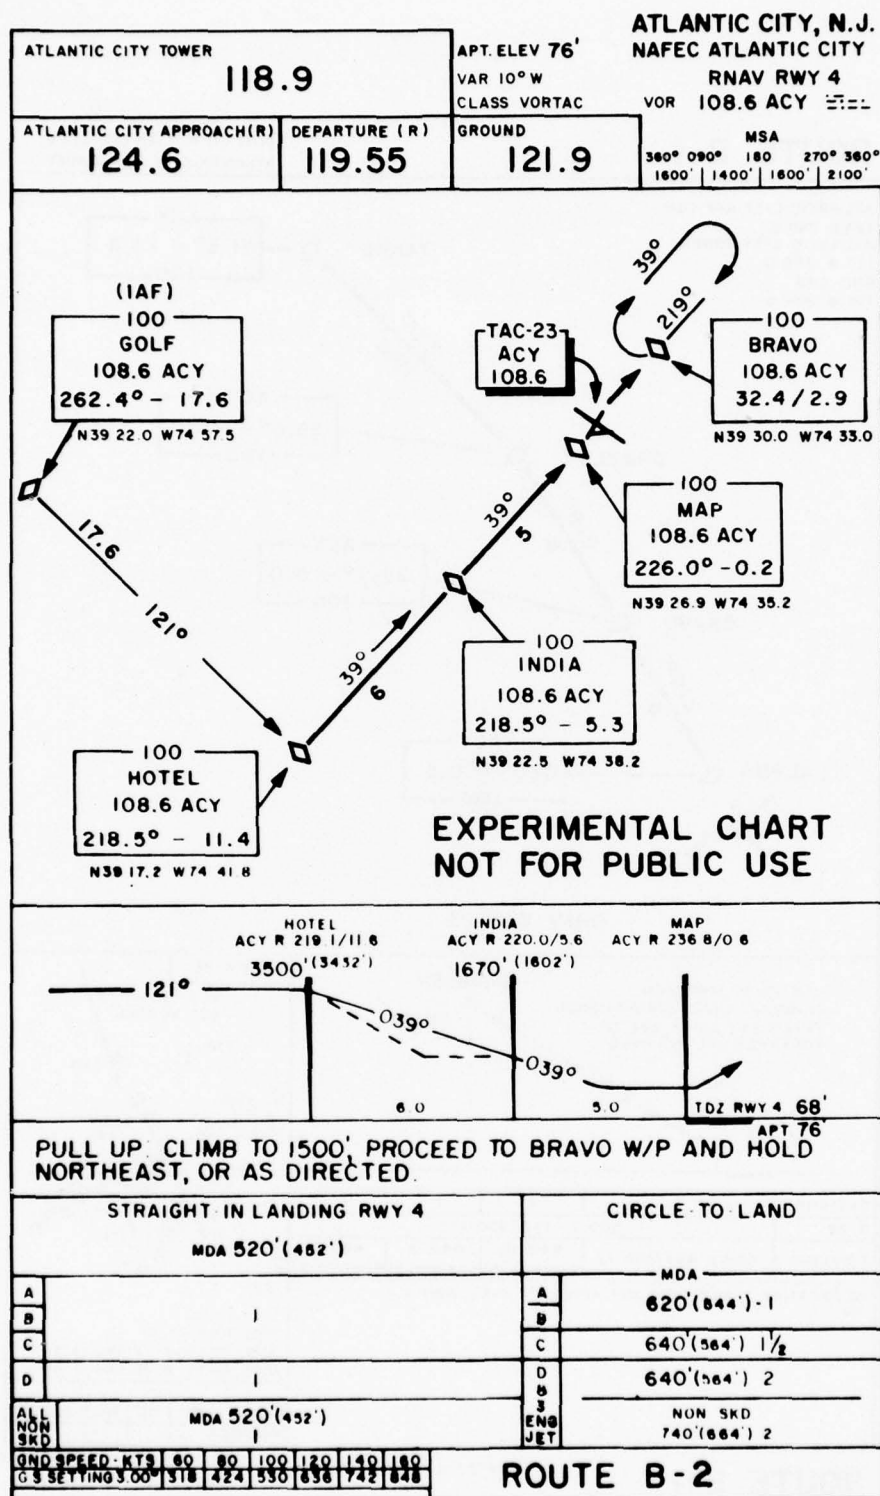 ATLANTIC CITY, N.J.
NAFEC ATLANTIC CITY
RNAV RWY 4
VOR 108.6 ACY
ATLANTIC CITY TOWER
118.9
APT. ELEV 76'
VAR 10° W
CLASS VORTAC
ATLANTIC CITY APPROACH(R)
124.6
DEPARTURE (R)
119.55
GROUND
121.9
MSA
360° 090° 180 270° 360°
1600' 1400' 1600' 2100'
(IAF)
100
GOLF
108.6 ACY
262.4° - 17.6
N39 22.0 W74 57.5
TAC-23
ACY
108.6
39°
219°
100
BRAVO
108.6 ACY
32.4/2.9
N39 30.0 W74 33.0
100
MAP
108.6 ACY
226.0° - 0.2
N39 26.9 W74 35.2
17.6
121°
39°
5
39°
6
100
INDIA
108.6 ACY
218.5° - 5.3
N39 22.5 W74 38.2
100
HOTEL
108.6 ACY
218.5° - 11.4
N39 17.2 W74 41.8
EXPERIMENTAL CHART
NOT FOR PUBLIC USE
HOTEL
ACY R 219.1/11.6
3500' (3432')
INDIA
ACY R 220.0/5.6
1670' (1602')
MAP
ACY R 236.8/0.6
121°
039°
039°
6.0
5.0
TDZ RWY 4 68'
APT 76'
PULL UP: CLIMB TO 1500', PROCEED TO BRAVO W/P AND HOLD
NORTHEAST, OR AS DIRECTED.
STRAIGHT-IN LANDING RWY 4
MDA 520'(452')
CIRCLE-TO-LAND
MDA
A
B
1
C
D
1
ALL
NON
SKD
MDA 520'(452')
1
A
B
620'(544')-1
C
640'(564') 1½
D
&
3
ENG
JET
640'(564') 2
NON SKD
740'(664') 2
GND SPEED-KTS 60 80 100 120 140 160
G S SETTING 3.00° 318 424 530 636 742 848
ROUTE B-2